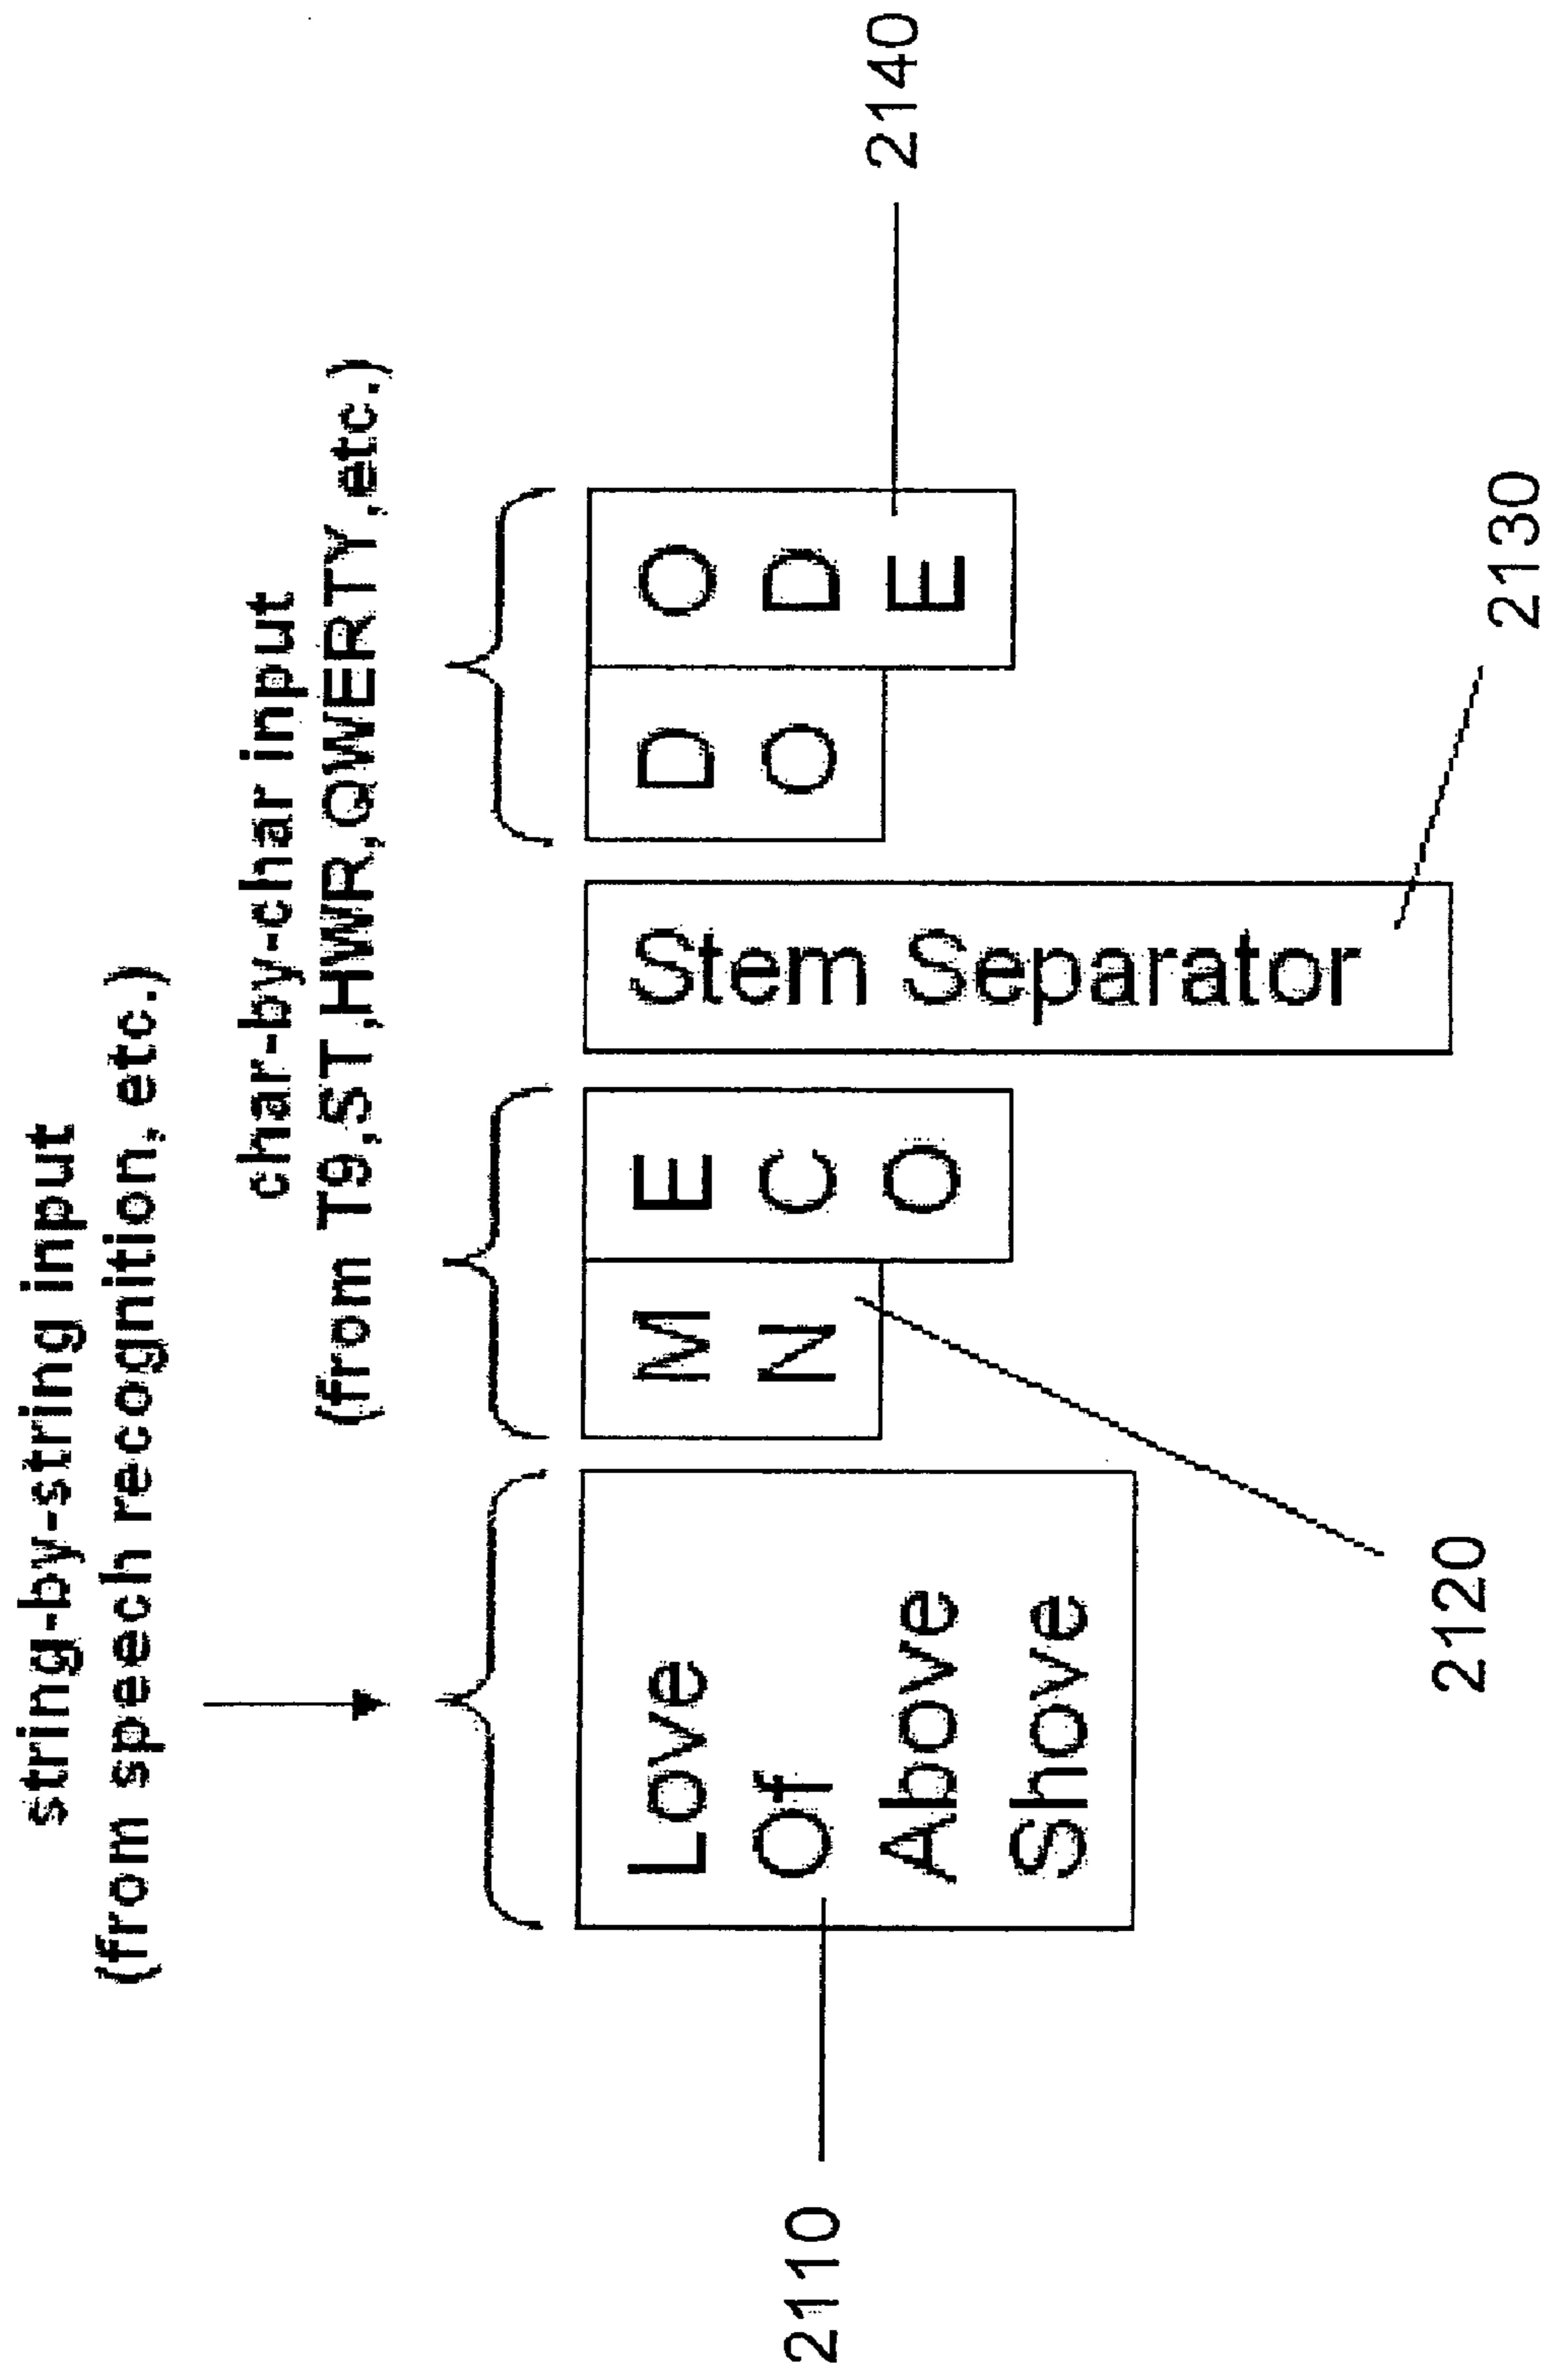 string-by-string input
(from speech recognition,etc.)
char-by-char input
(from T9,ST,HWR,QWERTY,etc.)
Love
Of
Above
Shove
M E
N C
O
Stem Separator
D O
O D
E
2110
2120
2130
2140